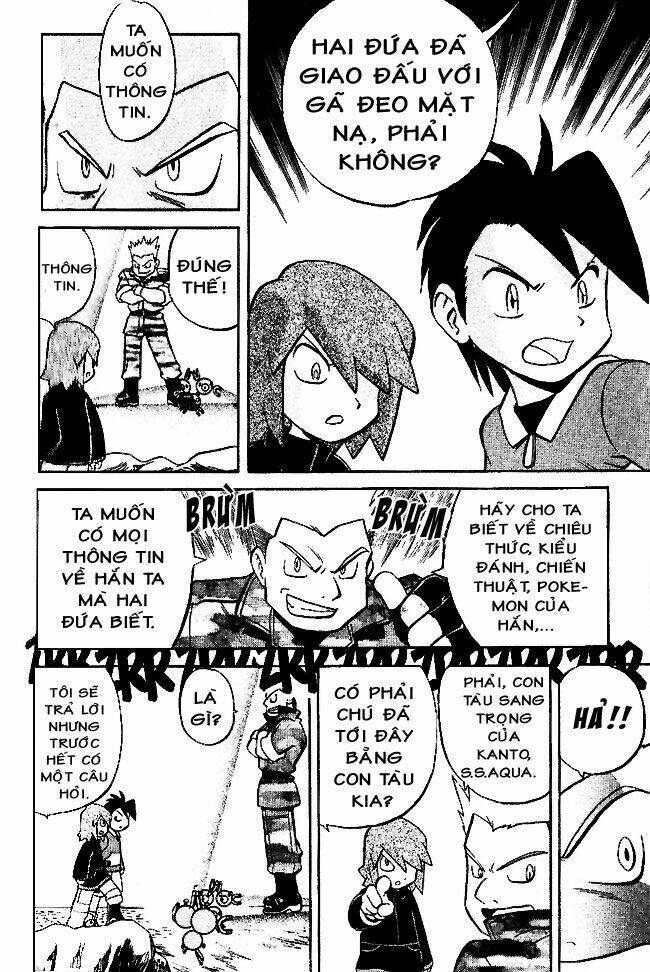 TA
MUỐN
CÓ
THÔNG
TIN.
THÔNG
TIN.
ĐÚNG
THẾ!
HAI ĐỨA ĐÃ
GIAO ĐẤU VỚI
GÃ ĐEO MẶT
NẠ, PHẢI
KHÔNG?
TA MUỐN
CÓ MỌI
THÔNG TIN
VỀ HẮN TA
MÀ HAI
ĐỨA BIẾT.
BRÙM
BRÙM
HÃY CHO TA
BIẾT VỀ CHIÊU
THỨC, KIỂU
ĐÁNH, CHIẾN
THUẬT, POKE-
MON CỦA
HẮN,...
TÔI SẼ
TRẢ LỜI
NHƯNG
TRƯỚC
HẾT CÓ
MỘT CÂU
HỎI.
LÀ
GÌ?
CÓ PHẢI
CHÚ ĐÃ
TỚI ĐÂY
BẰNG
CON TÀU
KIA?
PHẢI, CON
TÀU SANG
TRỌNG
CỦA
KANTO,
S.S.AQUA.
HẢ!!